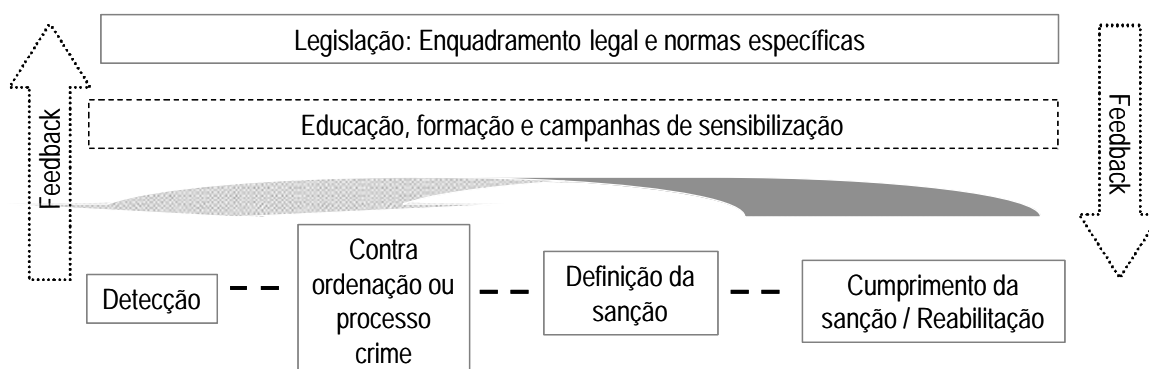 Legislação: Enquadramento legal e normas específicas
Educação, formação e campanhas de sensibilização
Feedback
Feedback
Detecção
Contra
ordenação ou
processo
crime
Definição da
sanção
Cumprimento da
sanção / Reabilitação